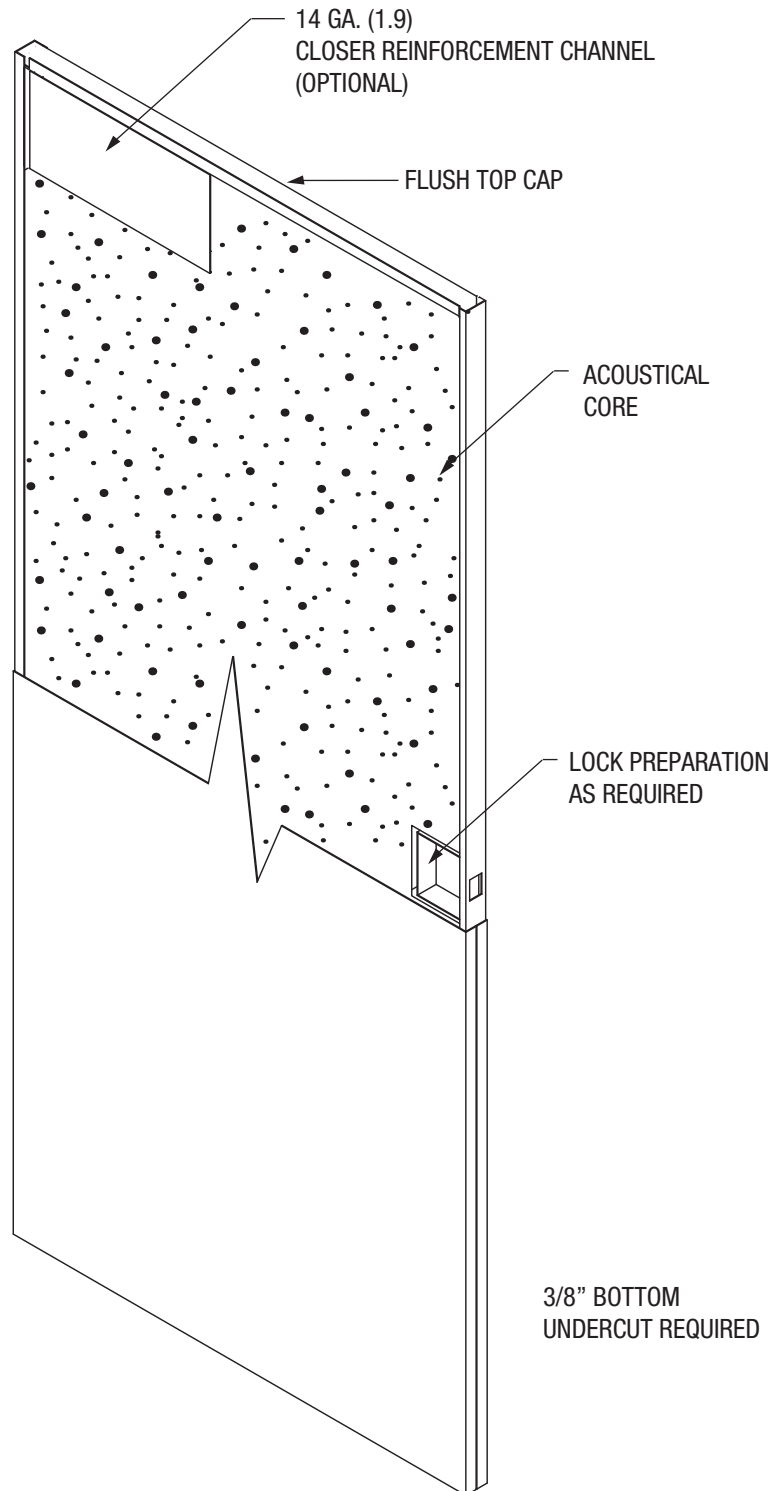 14 GA. (1.9)
CLOSER REINFORCEMENT CHANNEL
(OPTIONAL)
FLUSH TOP CAP
ACOUSTICAL
CORE
LOCK PREPARATION
AS REQUIRED
3/8” BOTTOM
UNDERCUT REQUIRED